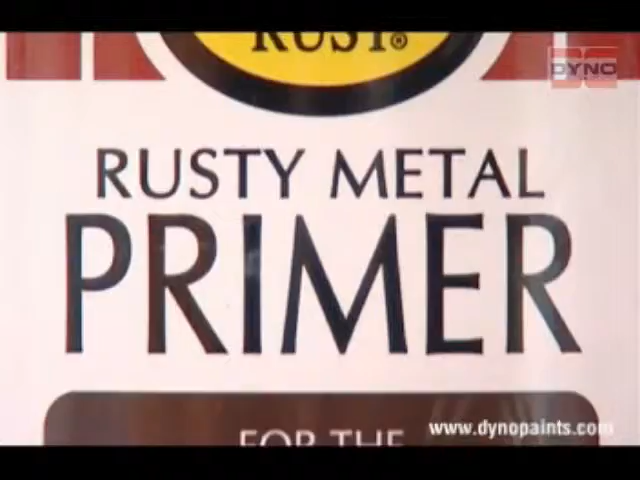 RUST®
DYNO
RUSTY METAL
PRIMER
FOR THE
www.dynopaints.com